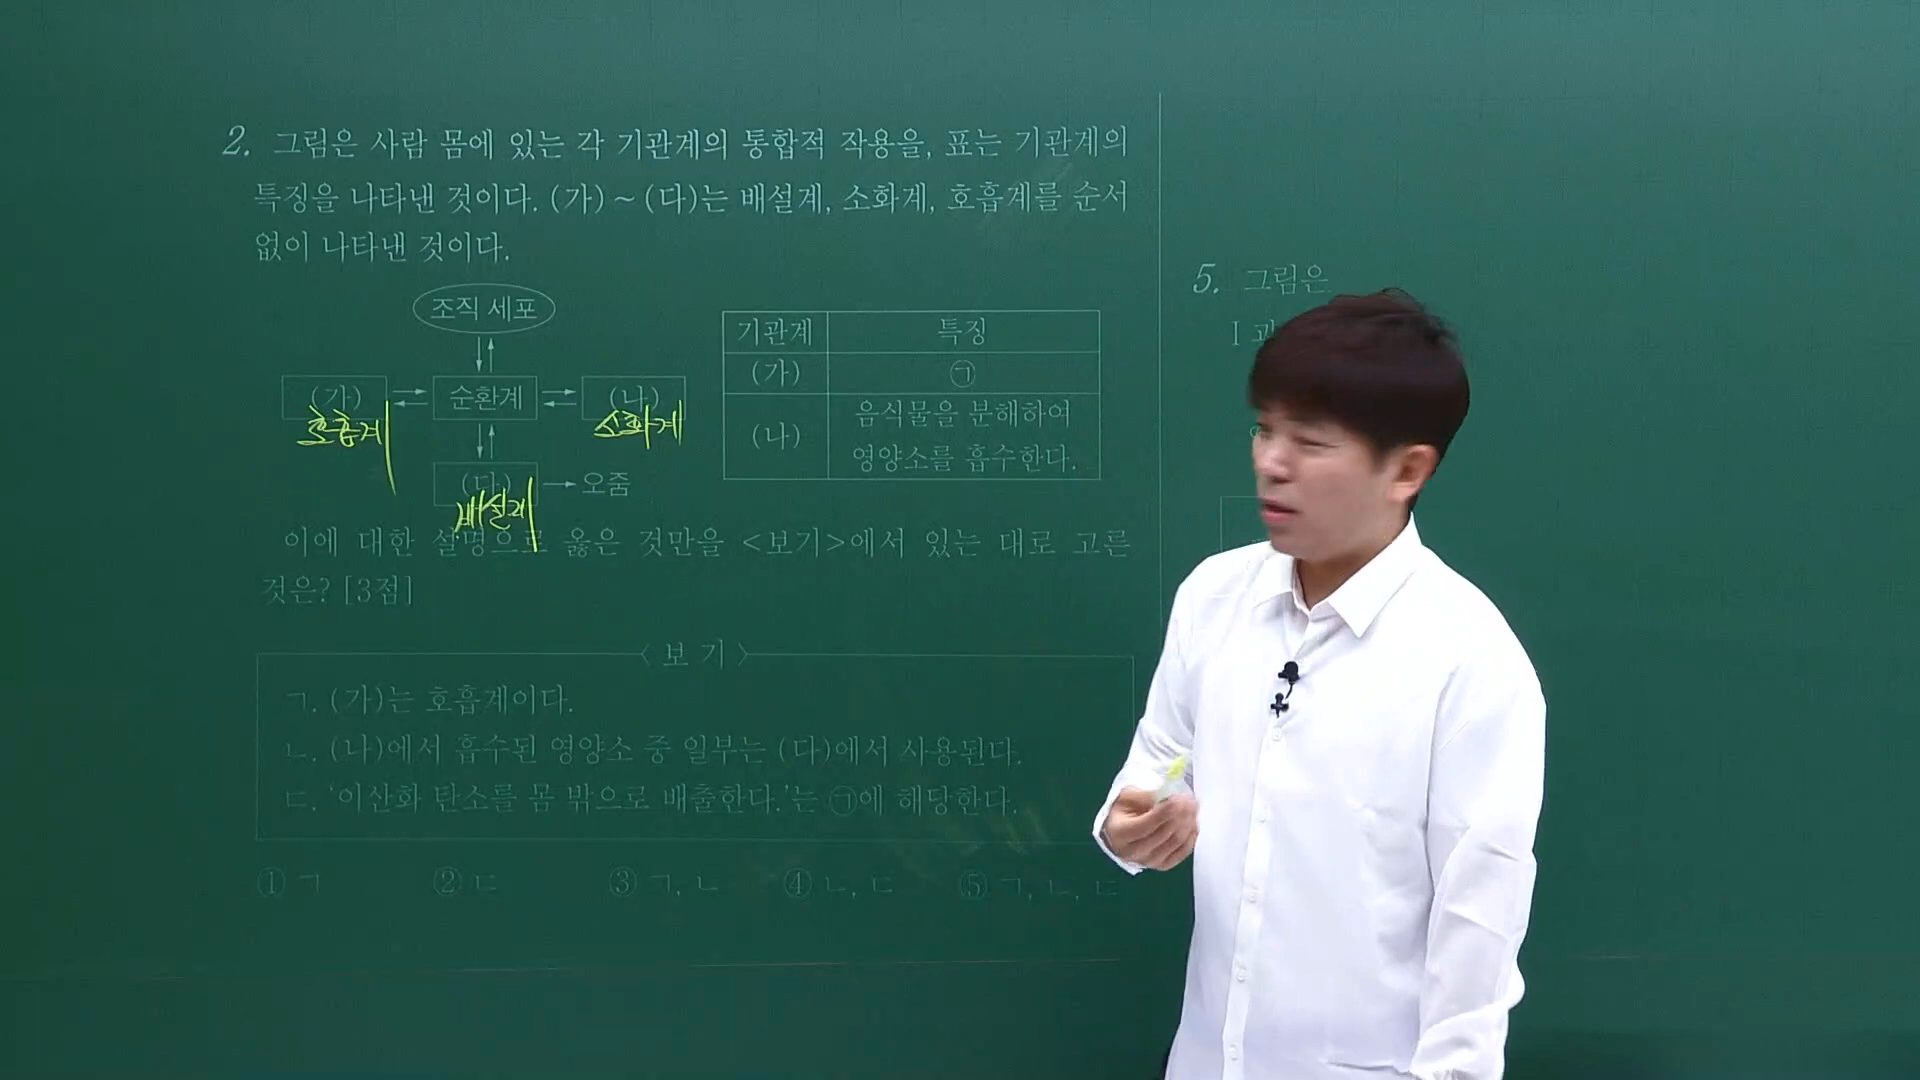 2. 그림은 사람 몸에 있는 각 기관계의 통합적 작용을, 표는 기관계의
특징을 나타낸 것이다. (가)~(다)는 배설계, 소화계, 호흡계를 순서
없이 나타낸 것이다.
조직 세포
(가) 순환계 (나)
호흡계 소화계
(다) 오줌
배설계
기관계 특징
(가) ㉠
(나) 음식물을 분해하여
영양소를 흡수한다.
이에 대한 설명으로 옳은 것만을 <보기>에서 있는 대로 고른
것은? [3점]
<보 기>
ㄱ. (가)는 호흡계이다.
ㄴ. (나)에서 흡수된 영양소 중 일부는 (다)에서 사용된다.
ㄷ. '이산화 탄소를 몸 밖으로 배출한다.'는 ㉠에 해당한다.
① ㄱ ② ㄷ ③ ㄱ, ㄴ ④ ㄴ, ㄷ ⑤ ㄱ, ㄴ, ㄷ
5. 그림은
I